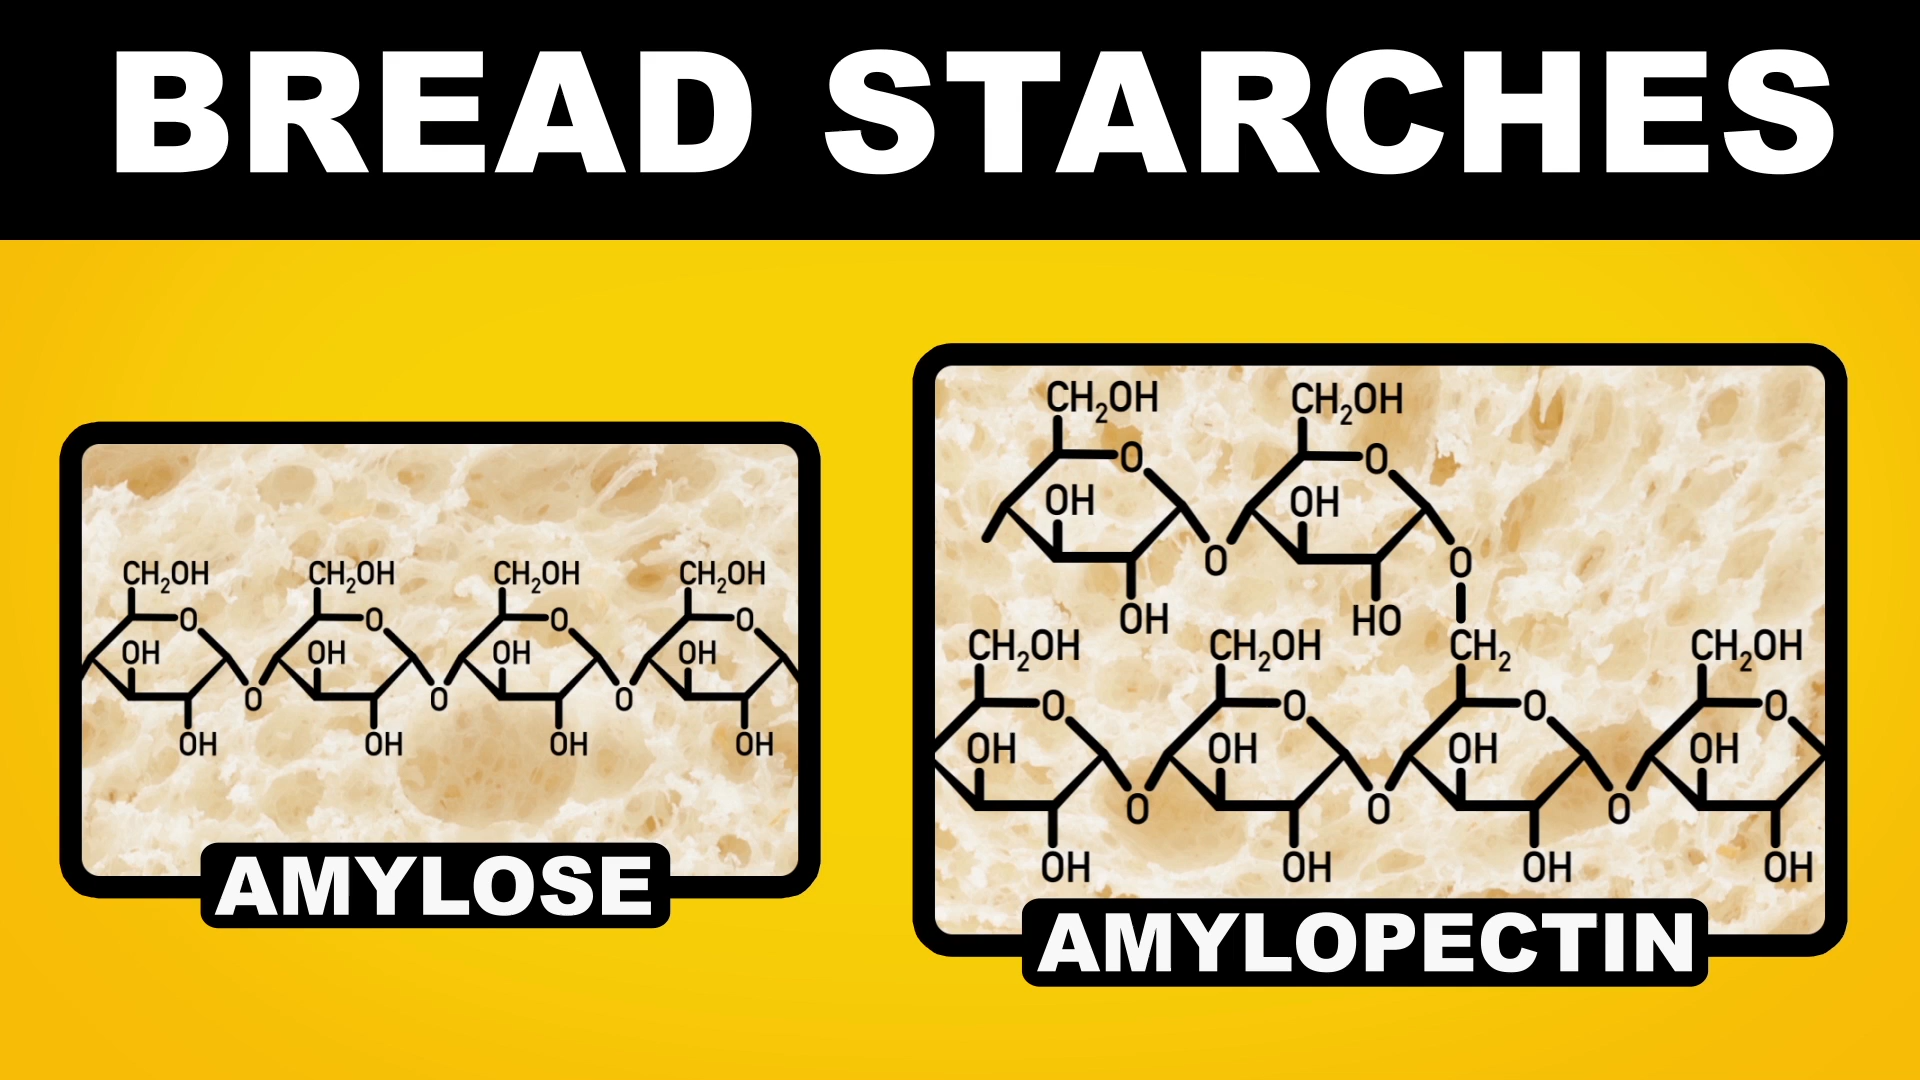 BREAD STARCHES
CH2OH CH2OH CH2OH CH2OH
O O O O
OH OH OH OH
O O O
OH OH OH OH
AMYLOSE
CH2OH CH2OH
O O
OH OH
O O
OH HO
CH2OH CH2OH CH2 CH2OH
O O O O
OH OH OH OH
O O O
OH OH OH OH
AMYLOPECTIN